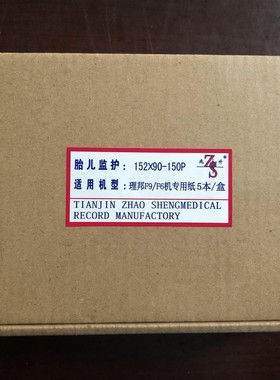 胎儿监护: 152X90-150P
适用机型: 理邦F9/F6机专用纸5本/盒
TIANJIN ZHAO SHENGMEDICAL
RECORD MANUFACTORY
ZS
®